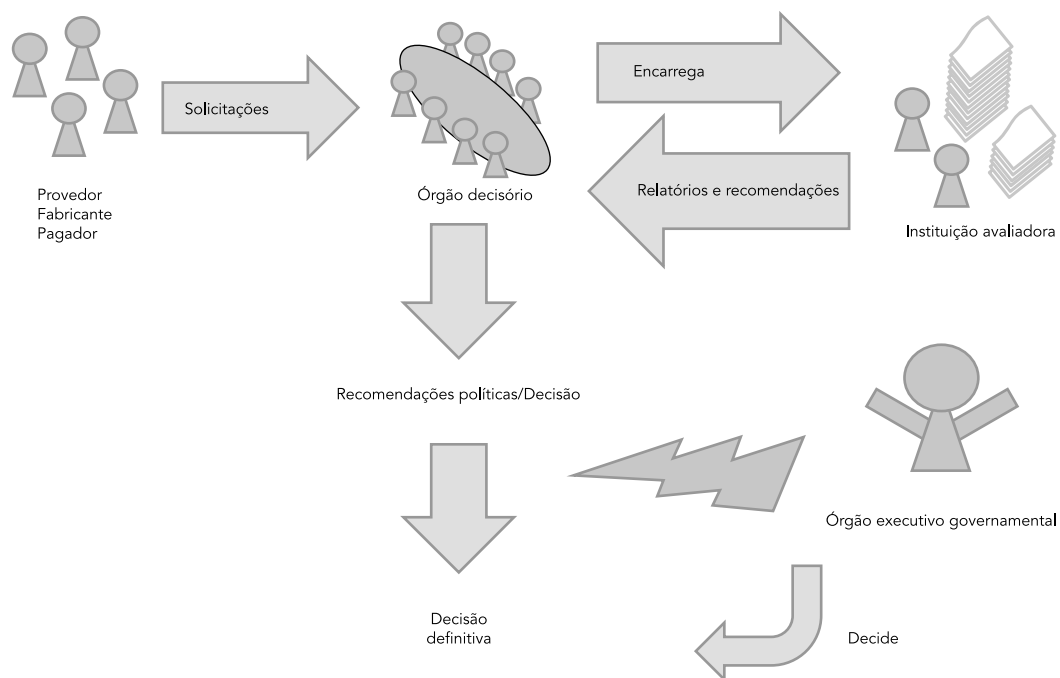 Solicitações
Encarrega
Relatórios e recomendações
Provedor
Fabricante
Pagador
Órgão decisório
Instituição avaliadora
Recomendações políticas/Decisão
Órgão executivo governamental
Decisão
definitiva
Decide